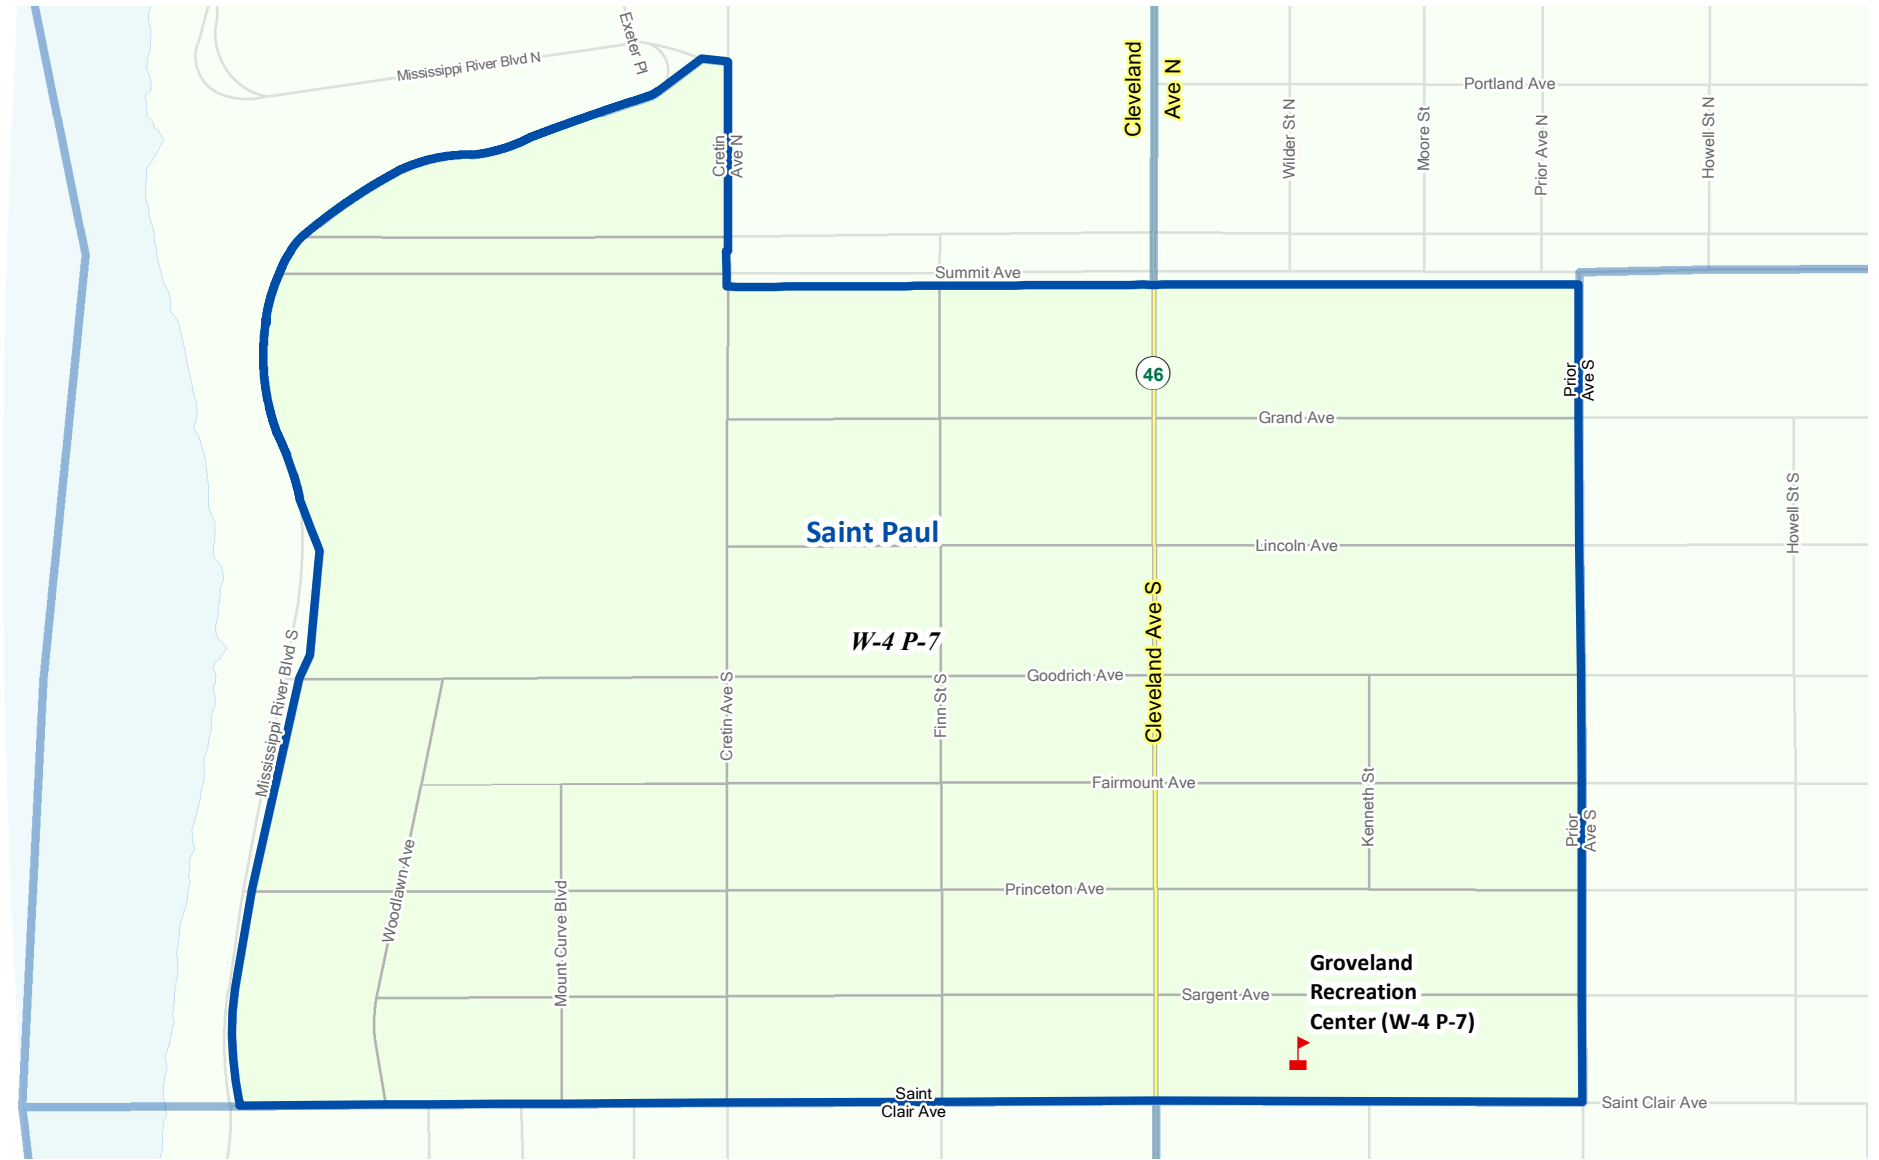 Exeter Pl
Mississippi River Blvd N
Cleveland
Ave N
Portland Ave
Cretin
Ave N
Wilder St N
Moore St
Prior Ave N
Howell St N
Summit Ave
46
Prior
Ave S
Grand Ave
Howell St S
Saint Paul
Lincoln Ave
W-4 P-7
Cleveland Ave S
Mississippi River Blvd S
Cretin Ave S
Finn St S
Goodrich Ave
Fairmount Ave
Kenneth St
Prior
Ave S
Woodlawn Ave
Mount Curve Blvd
Princeton Ave
Sargent Ave
Groveland
Recreation
Center (W-4 P-7)
Saint
Clair Ave
Saint Clair Ave